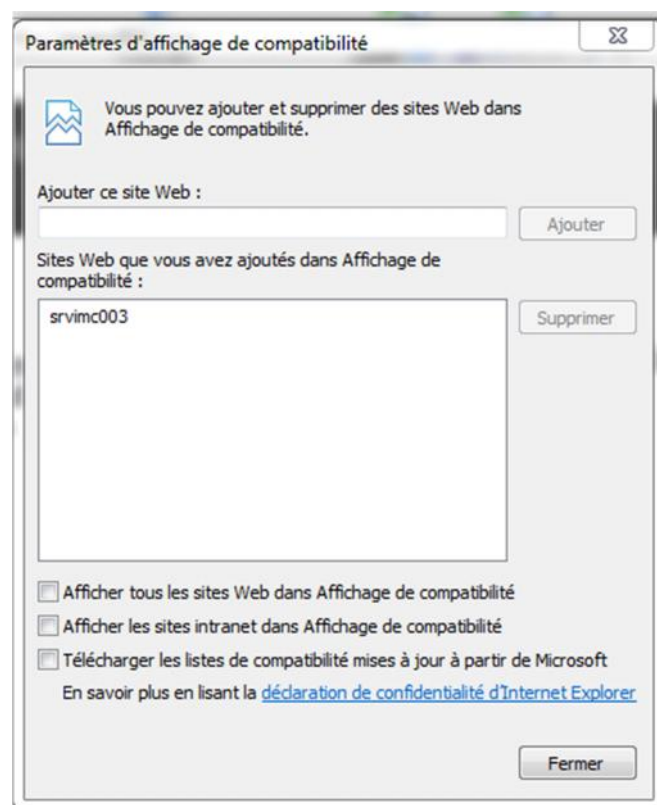 Paramètres d'affichage de compatibilité
Vous pouvez ajouter et supprimer des sites Web dans
Affichage de compatibilité.
Ajouter ce site Web :
Ajouter
Sites Web que vous avez ajoutés dans Affichage de
compatibilité :
srvimc003
Supprimer
Afficher tous les sites Web dans Affichage de compatibilité
Afficher les sites intranet dans Affichage de compatibilité
Télécharger les listes de compatibilité mises à jour à partir de Microsoft
En savoir plus en lisant la déclaration de confidentialité d'Internet Explorer
Fermer